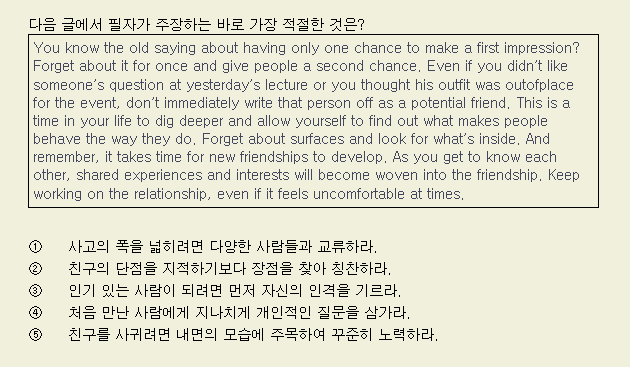 다음 글에서 필자가 주장하는 바로 가장 적절한 것은?
You know the old saying about having only one chance to make a first impression?
Forget about it for once and give people a second chance. Even if you didn't like
someone's question at yesterday's lecture or you thought his outfit was outofplace
for the event, don't immediately write that person off as a potential friend. This is a
time in your life to dig deeper and allow yourself to find out what makes people
behave the way they do. Forget about surfaces and look for what's inside. And
remember, it takes time for new friendships to develop. As you get to know each
other, shared experiences and interests will become woven into the friendship. Keep
working on the relationship, even if it feels uncomfortable at times.
① 사고의 폭을 넓히려면 다양한 사람들과 교류하라.
② 친구의 단점을 지적하기보다 장점을 찾아 칭찬하라.
③ 인기 있는 사람이 되려면 먼저 자신의 인격을 기르라.
④ 처음 만난 사람에게 지나치게 개인적인 질문을 삼가라.
⑤ 친구를 사귀려면 내면의 모습에 주목하여 꾸준히 노력하라.